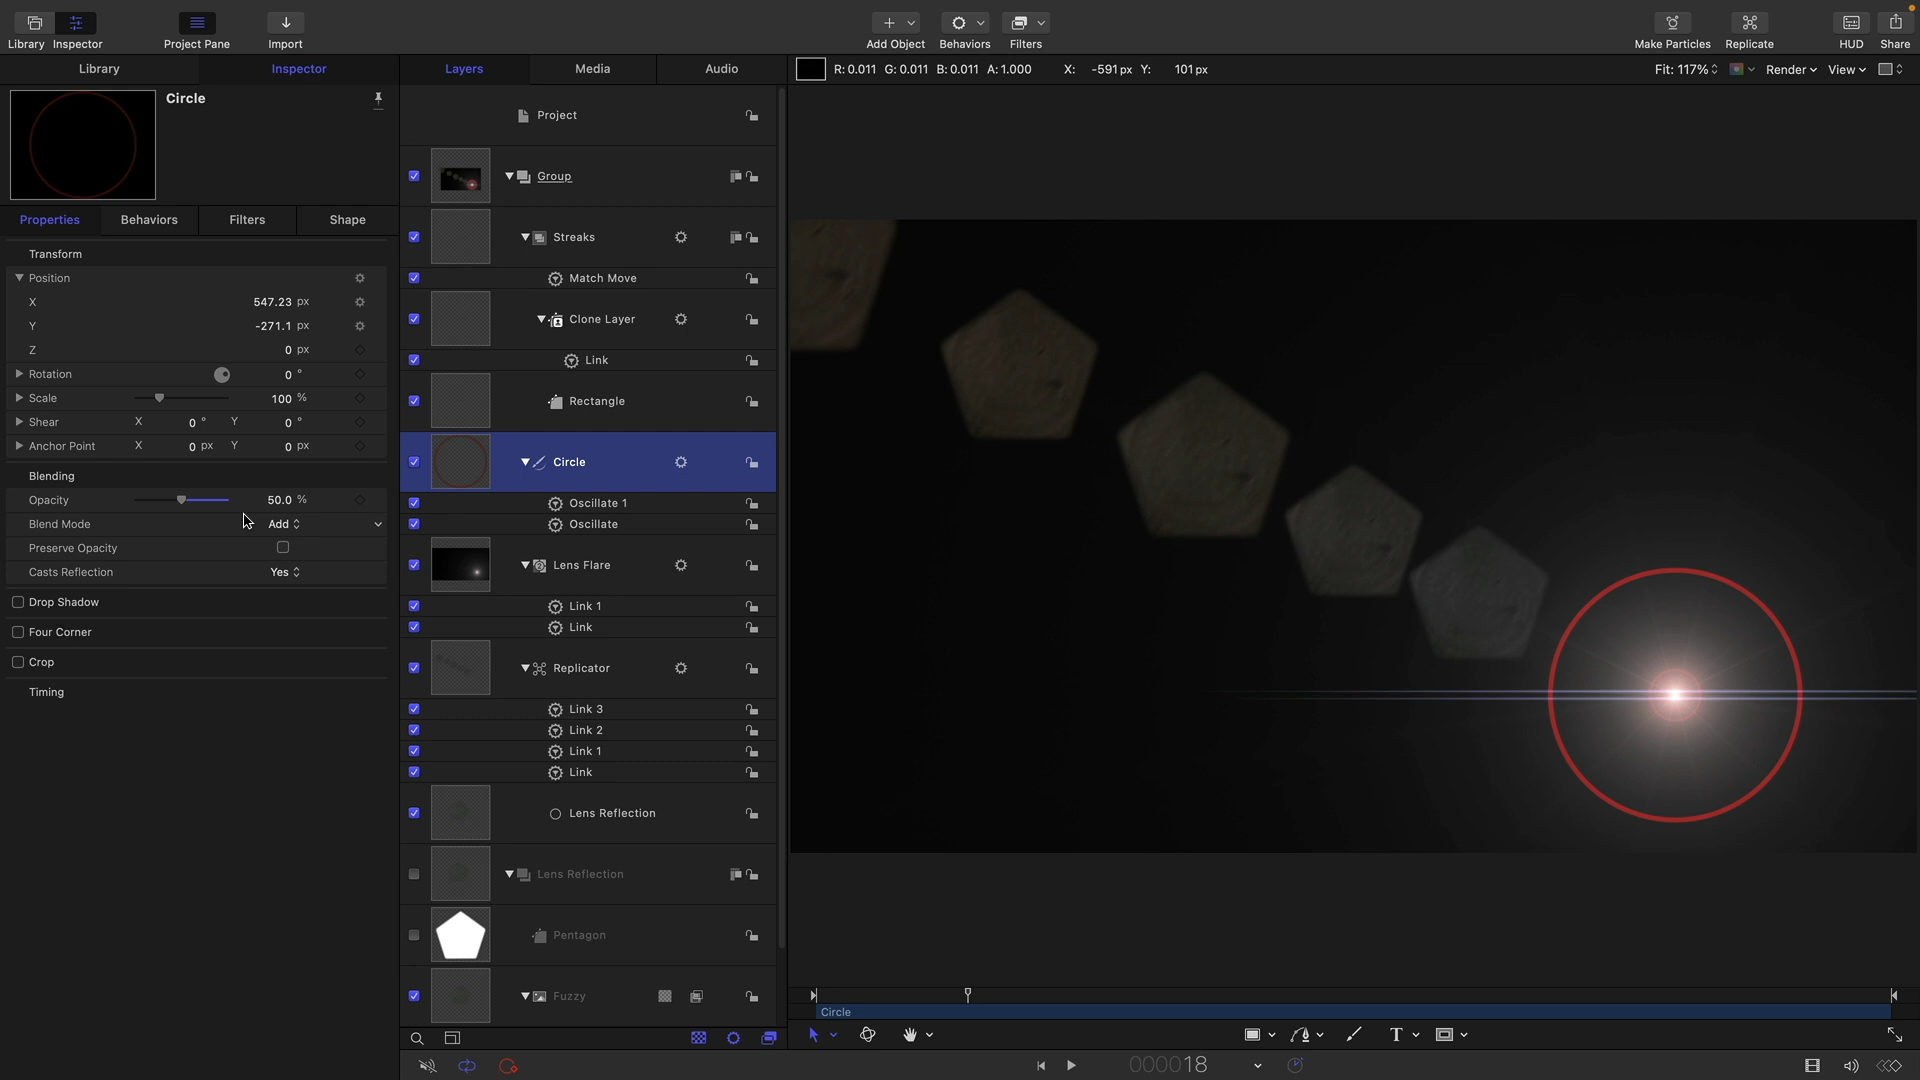 Library
Inspector
Project Pane
Import
Add Object
Behaviors
Filters
Make Particles
Replicate
HUD
Share
Library
Inspector
Layers
Media
Audio
R: 0.011 G: 0.011 B: 0.011 A: 1.000 X: -591 px Y: 101 px
Fit: 117%
Render
View
Circle
Properties
Behaviors
Filters
Shape
Transform
Position
X 547.23 px
Y -271.1 px
Z 0 px
Rotation 0 °
Scale 100 %
Shear X 0 ° Y 0 °
Anchor Point X 0 px Y 0 px
Blending
Opacity 50.0 %
Blend Mode Add
Preserve Opacity
Casts Reflection Yes
Drop Shadow
Four Corner
Crop
Timing
Project
Group
Streaks
Match Move
Clone Layer
Link
Rectangle
Circle
Oscillate 1
Oscillate
Lens Flare
Link 1
Link
Replicator
Link 3
Link 2
Link 1
Link
Lens Reflection
Lens Reflection
Pentagon
Fuzzy
Circle
T
000018